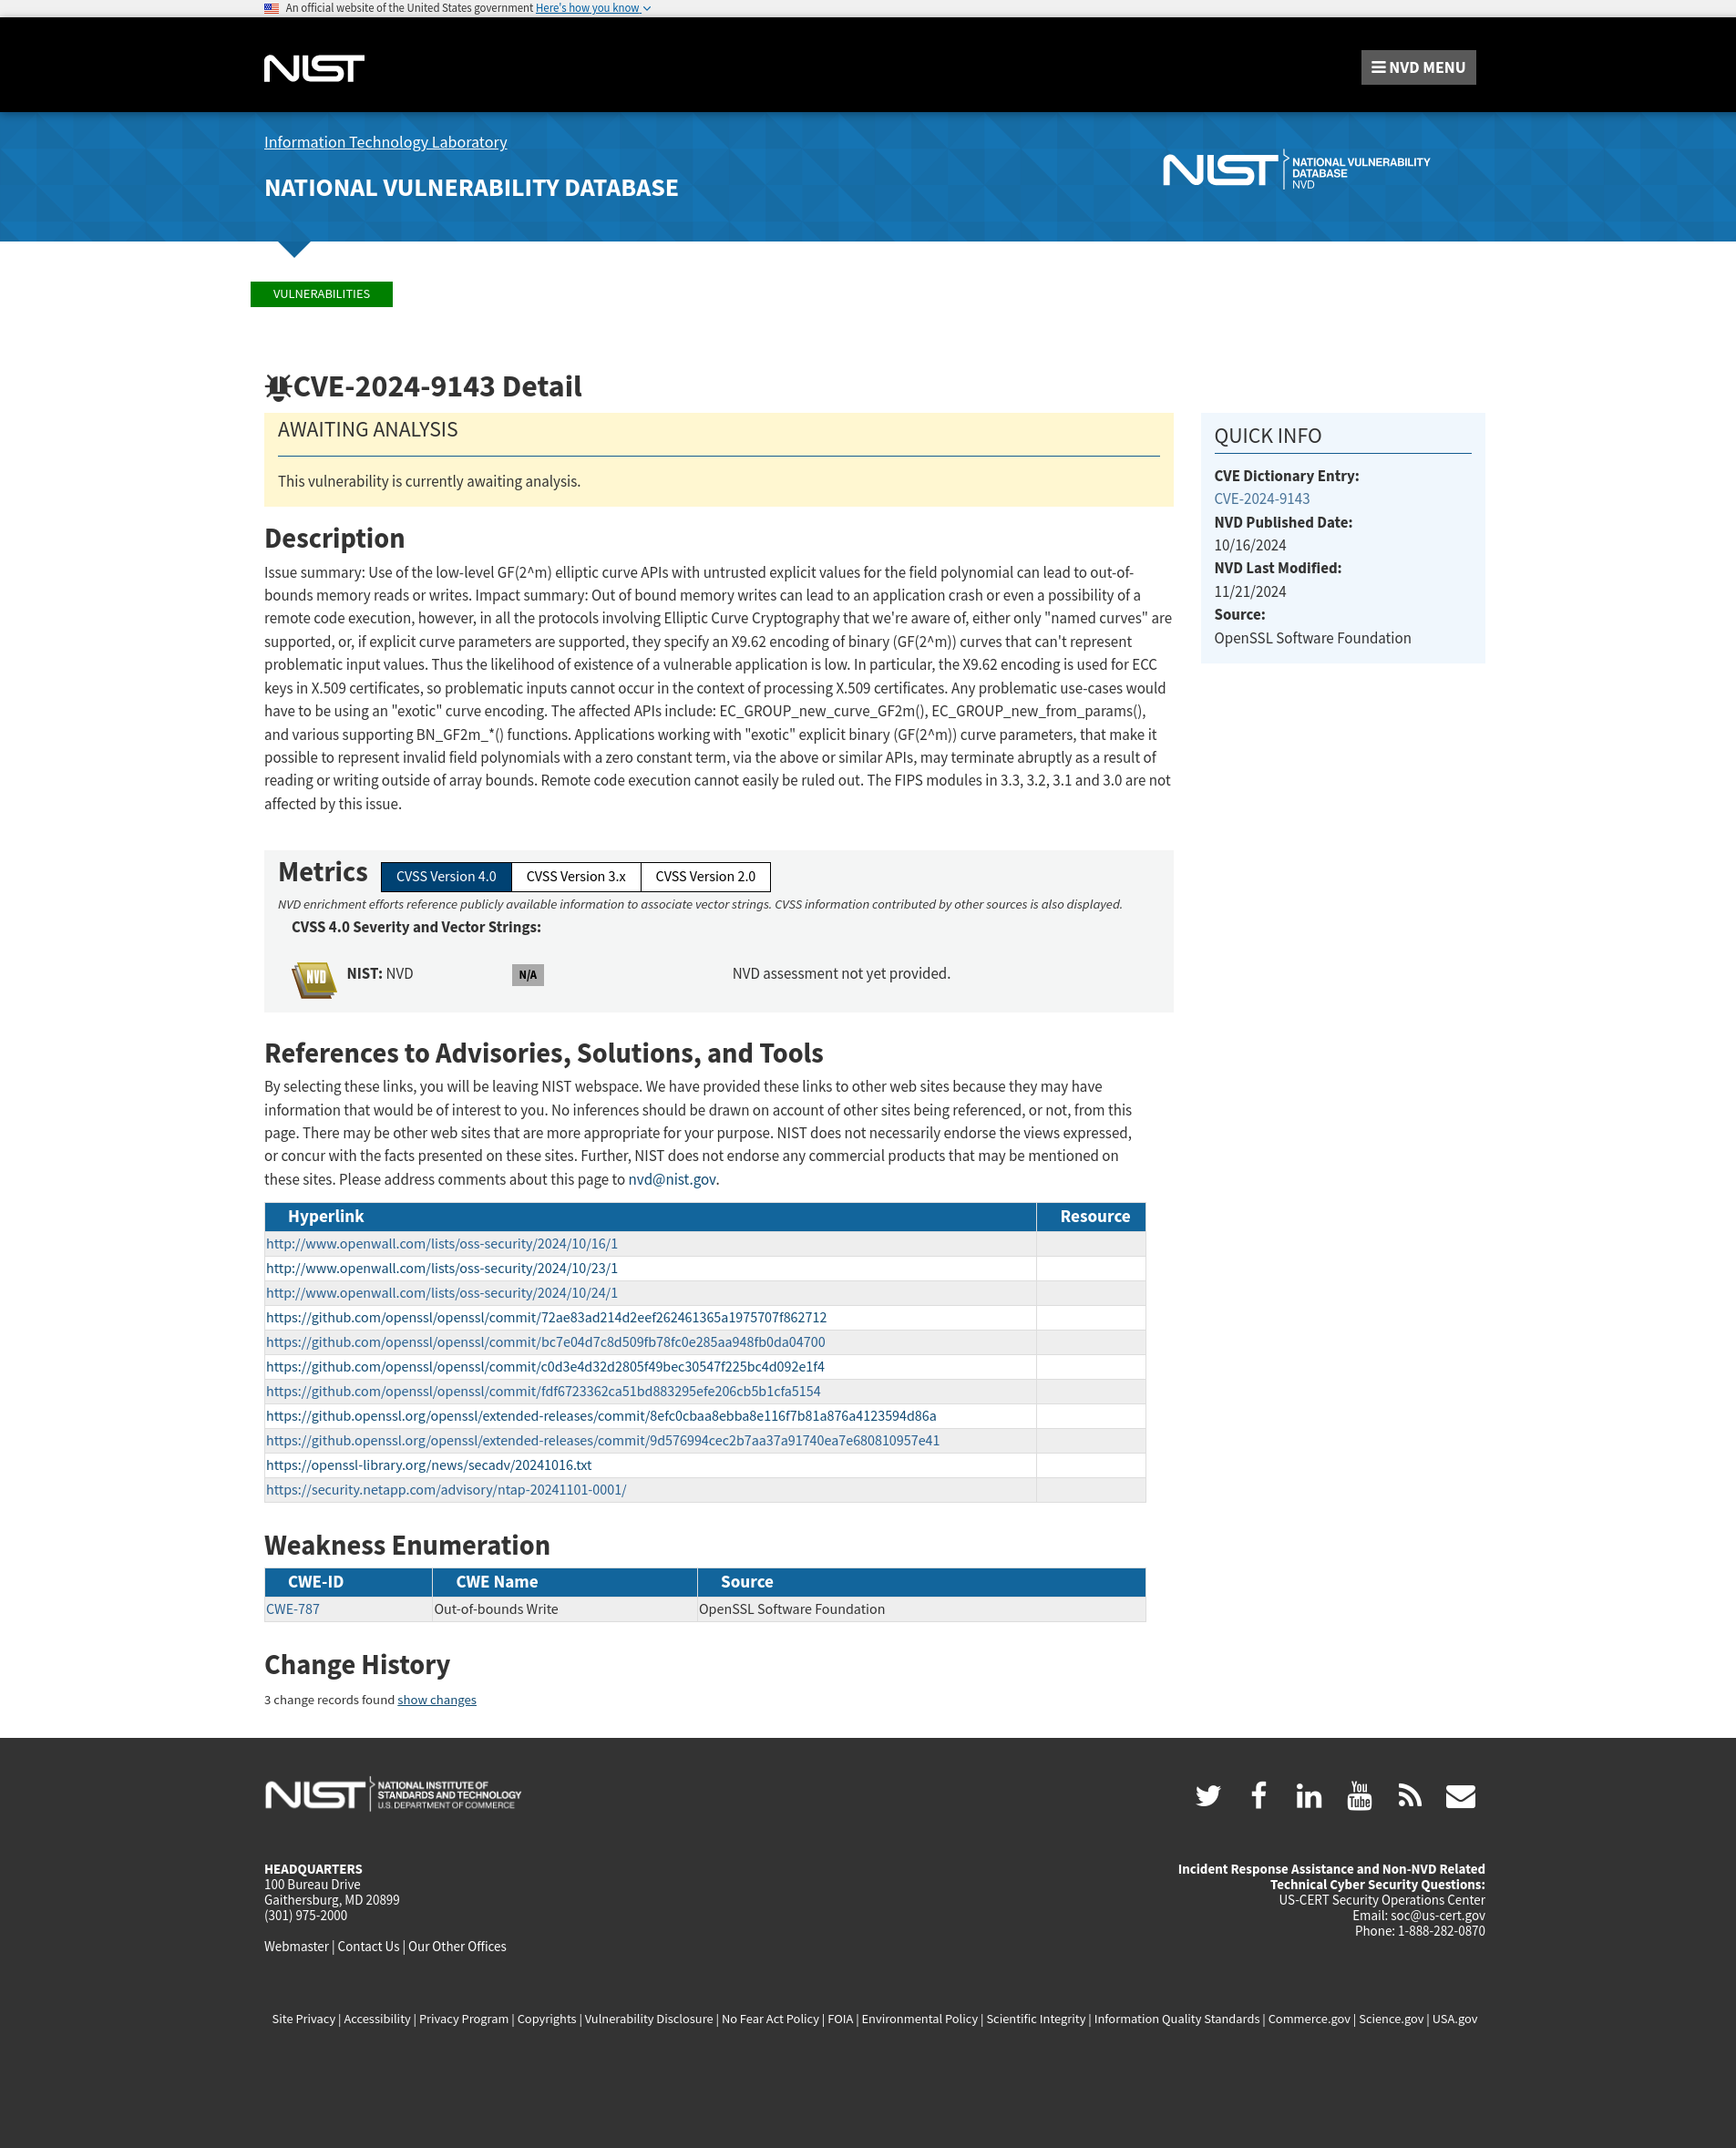 An official website of the United States government Here's how you know
NIST
NVD MENU
Information Technology Laboratory
NATIONAL VULNERABILITY DATABASE
NIST
NATIONAL VULNERABILITY
DATABASE
NVD
VULNERABILITIES
CVE-2024-9143 Detail
AWAITING ANALYSIS
This vulnerability is currently awaiting analysis.
Description
Issue summary: Use of the low-level GF(2^m) elliptic curve APIs with untrusted explicit values for the field polynomial can lead to out-of-
bounds memory reads or writes. Impact summary: Out of bound memory writes can lead to an application crash or even a possibility of a
remote code execution, however, in all the protocols involving Elliptic Curve Cryptography that we're aware of, either only "named curves" are
supported, or, if explicit curve parameters are supported, they specify an X9.62 encoding of binary (GF(2^m)) curves that can't represent
problematic input values. Thus the likelihood of existence of a vulnerable application is low. In particular, the X9.62 encoding is used for ECC
keys in X.509 certificates, so problematic inputs cannot occur in the context of processing X.509 certificates. Any problematic use-cases would
have to be using an "exotic" curve encoding. The affected APIs include: EC_GROUP_new_curve_GF2m(), EC_GROUP_new_from_params(),
and various supporting BN_GF2m_*() functions. Applications working with "exotic" explicit binary (GF(2^m)) curve parameters, that make it
possible to represent invalid field polynomials with a zero constant term, via the above or similar APIs, may terminate abruptly as a result of
reading or writing outside of array bounds. Remote code execution cannot easily be ruled out. The FIPS modules in 3.3, 3.2, 3.1 and 3.0 are not
affected by this issue.
QUICK INFO
CVE Dictionary Entry:
CVE-2024-9143
NVD Published Date:
10/16/2024
NVD Last Modified:
11/21/2024
Source:
OpenSSL Software Foundation
Metrics
CVSS Version 4.0
CVSS Version 3.x
CVSS Version 2.0
NVD enrichment efforts reference publicly available information to associate vector strings. CVSS information contributed by other sources is also displayed.
CVSS 4.0 Severity and Vector Strings:
NVD
NIST: NVD
N/A
NVD assessment not yet provided.
References to Advisories, Solutions, and Tools
By selecting these links, you will be leaving NIST webspace. We have provided these links to other web sites because they may have
information that would be of interest to you. No inferences should be drawn on account of other sites being referenced, or not, from this
page. There may be other web sites that are more appropriate for your purpose. NIST does not necessarily endorse the views expressed,
or concur with the facts presented on these sites. Further, NIST does not endorse any commercial products that may be mentioned on
these sites. Please address comments about this page to nvd@nist.gov.
Hyperlink Resource
http://www.openwall.com/lists/oss-security/2024/10/16/1
http://www.openwall.com/lists/oss-security/2024/10/23/1
http://www.openwall.com/lists/oss-security/2024/10/24/1
https://github.com/openssl/openssl/commit/72ae83ad214d2eef262461365a1975707f862712
https://github.com/openssl/openssl/commit/bc7e04d7c8d509fb78fc0e285aa948fb0da04700
https://github.com/openssl/openssl/commit/c0d3e4d32d2805f49bec30547f225bc4d092e1f4
https://github.com/openssl/openssl/commit/fdf6723362ca51bd883295efe206cb5b1cfa5154
https://github.openssl.org/openssl/extended-releases/commit/8efc0cbaa8ebba8e116f7b81a876a4123594d86a
https://github.openssl.org/openssl/extended-releases/commit/9d576994cec2b7aa37a91740ea7e680810957e41
https://openssl-library.org/news/secadv/20241016.txt
https://security.netapp.com/advisory/ntap-20241101-0001/
Weakness Enumeration
CWE-ID CWE Name Source
CWE-787 Out-of-bounds Write OpenSSL Software Foundation
Change History
3 change records found show changes
NIST
NATIONAL INSTITUTE OF
STANDARDS AND TECHNOLOGY
U.S. DEPARTMENT OF COMMERCE
You
Tube
HEADQUARTERS
100 Bureau Drive
Gaithersburg, MD 20899
(301) 975-2000
Webmaster | Contact Us | Our Other Offices
Incident Response Assistance and Non-NVD Related
Technical Cyber Security Questions:
US-CERT Security Operations Center
Email: soc@us-cert.gov
Phone: 1-888-282-0870
Site Privacy | Accessibility | Privacy Program | Copyrights | Vulnerability Disclosure | No Fear Act Policy | FOIA | Environmental Policy | Scientific Integrity | Information Quality Standards | Commerce.gov | Science.gov | USA.gov